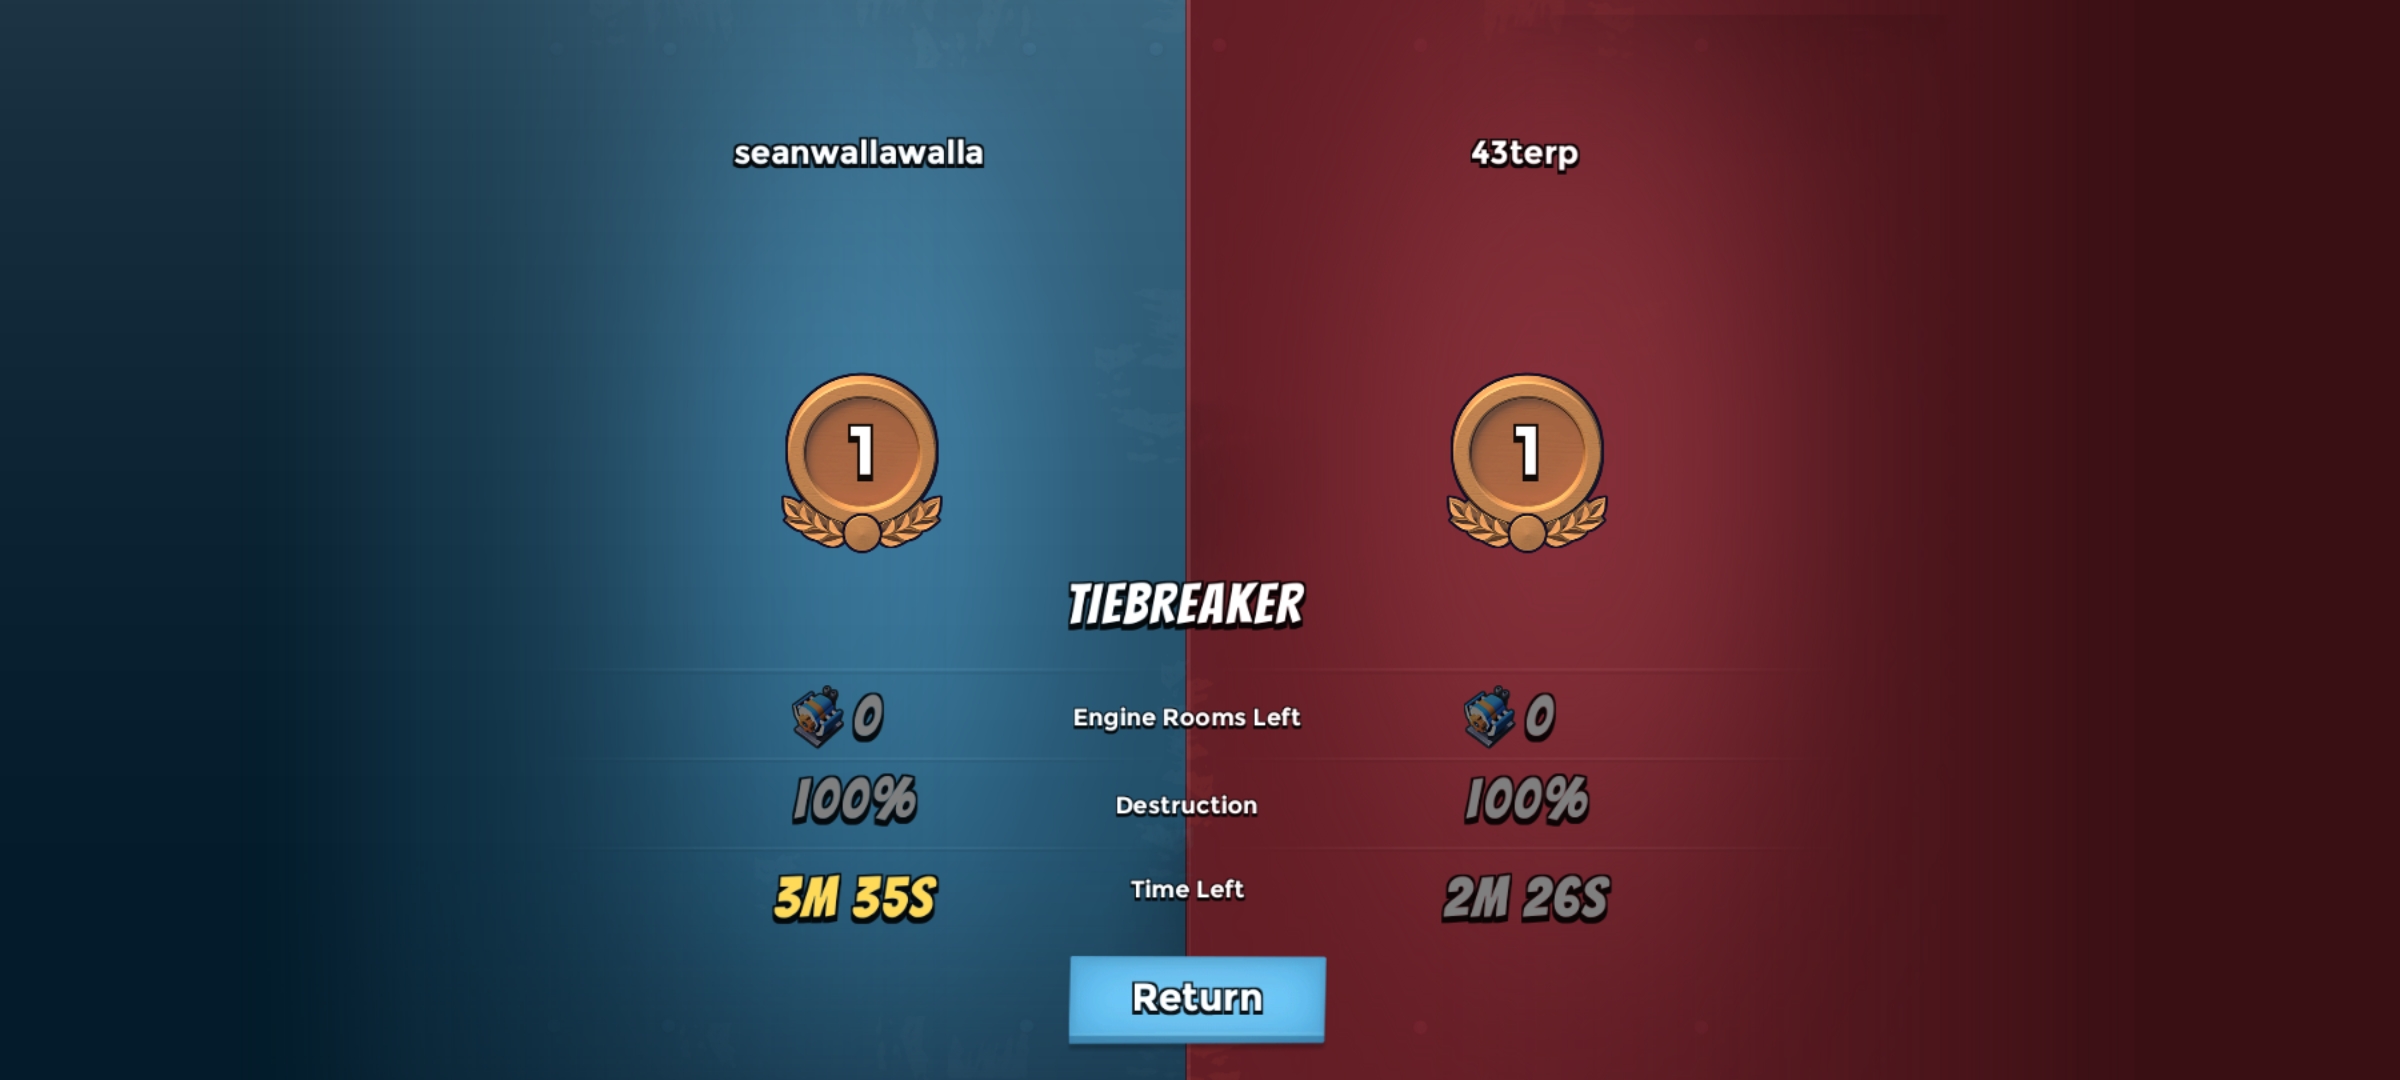 seanwallawalla 43terp
1 1
TIEBREAKER
0 Engine Rooms Left 0
100% Destruction 100%
3M 35S Time Left 2M 26S
Return